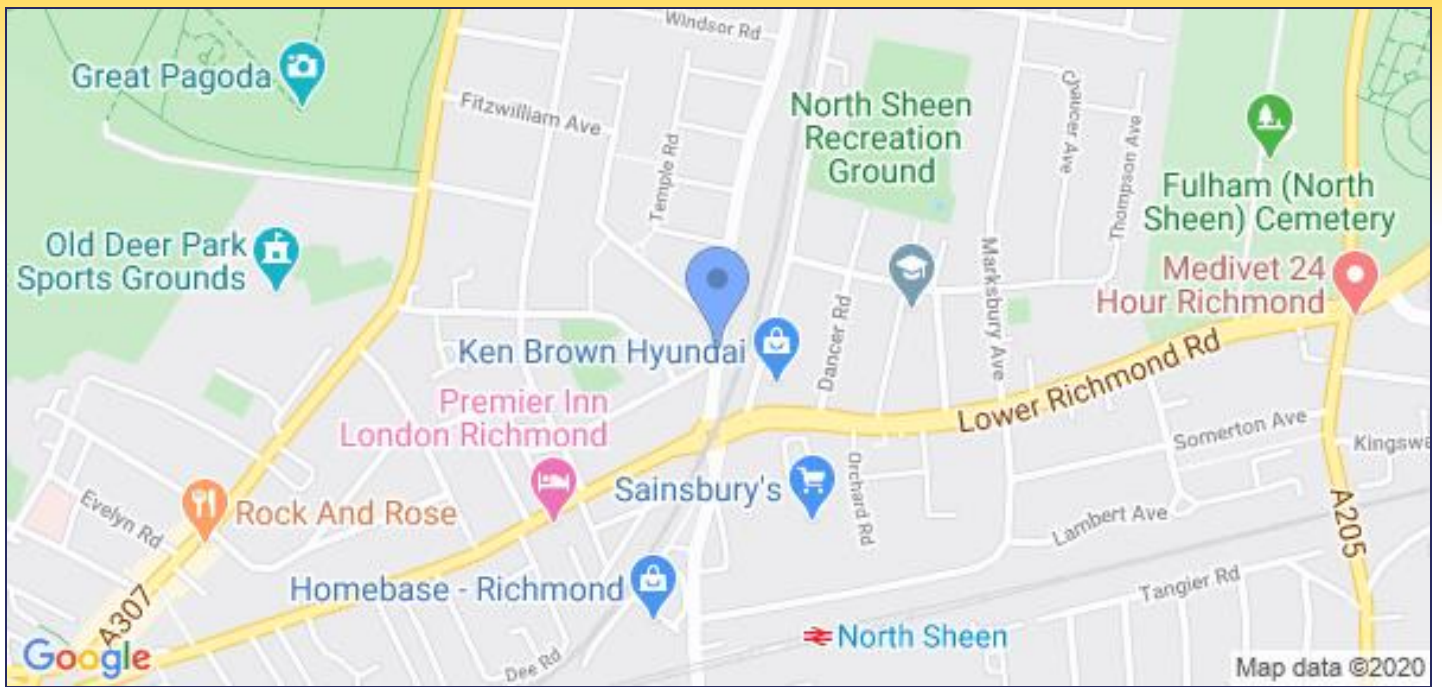 Windsor Rd
Great Pagoda
Fitzwilliam Ave
Temple Rd
North Sheen
Recreation
Ground
Chaucer Ave
Thompson Ave
Fulham (North
Sheen) Cemetery
Old Deer Park
Sports Grounds
Marksbury Ave
Medivet 24
Hour Richmond
Dancer Rd
Ken Brown Hyundai
Lower Richmond Rd
Premier Inn
London Richmond
Somerton Ave
Kingswa
Orchard Rd
Sainsbury's
Evelyn Rd
Rock And Rose
Lambert Ave
A205
Homebase - Richmond
Tangier Rd
A307
North Sheen
Dee Rd
Google
Map data ©2020